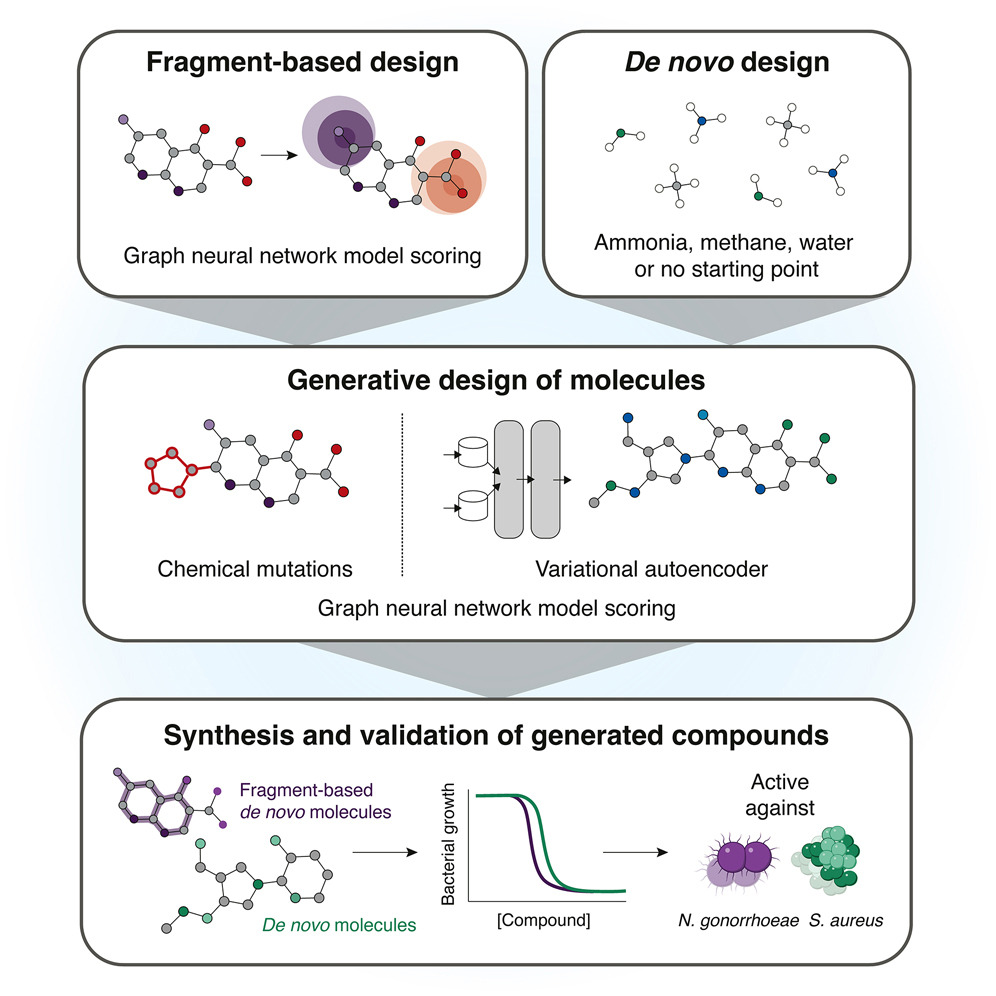 Fragment-based design
Graph neural network model scoring
De novo design
Ammonia, methane, water
or no starting point
Generative design of molecules
Chemical mutations
Variational autoencoder
Graph neural network model scoring
Synthesis and validation of generated compounds
Fragment-based
de novo molecules
De novo molecules
Bacterial growth
[Compound]
Active
against
N. gonorrhoeae
S. aureus